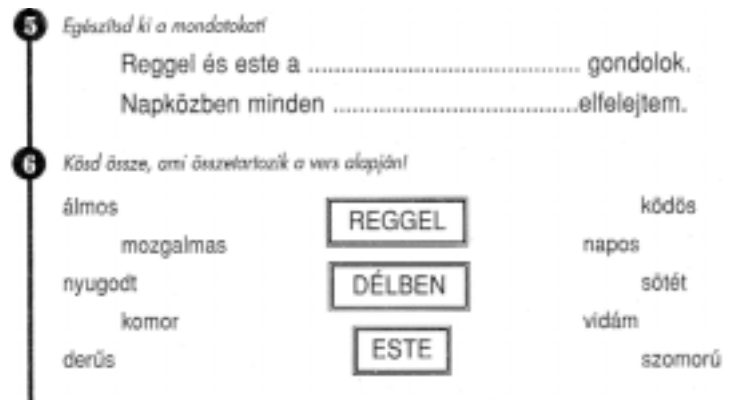 5 Egészítsd ki a mondatokat!
Reggel és este a ............................................ gondolok.
Napközben minden ........................................elfelejtem.
6 Kösd össze, ami összetartozik a vers alapján!
álmos REGGEL ködös
mozgalmas napos
nyugodt DÉLBEN sötét
komor vidám
derűs ESTE szomorú